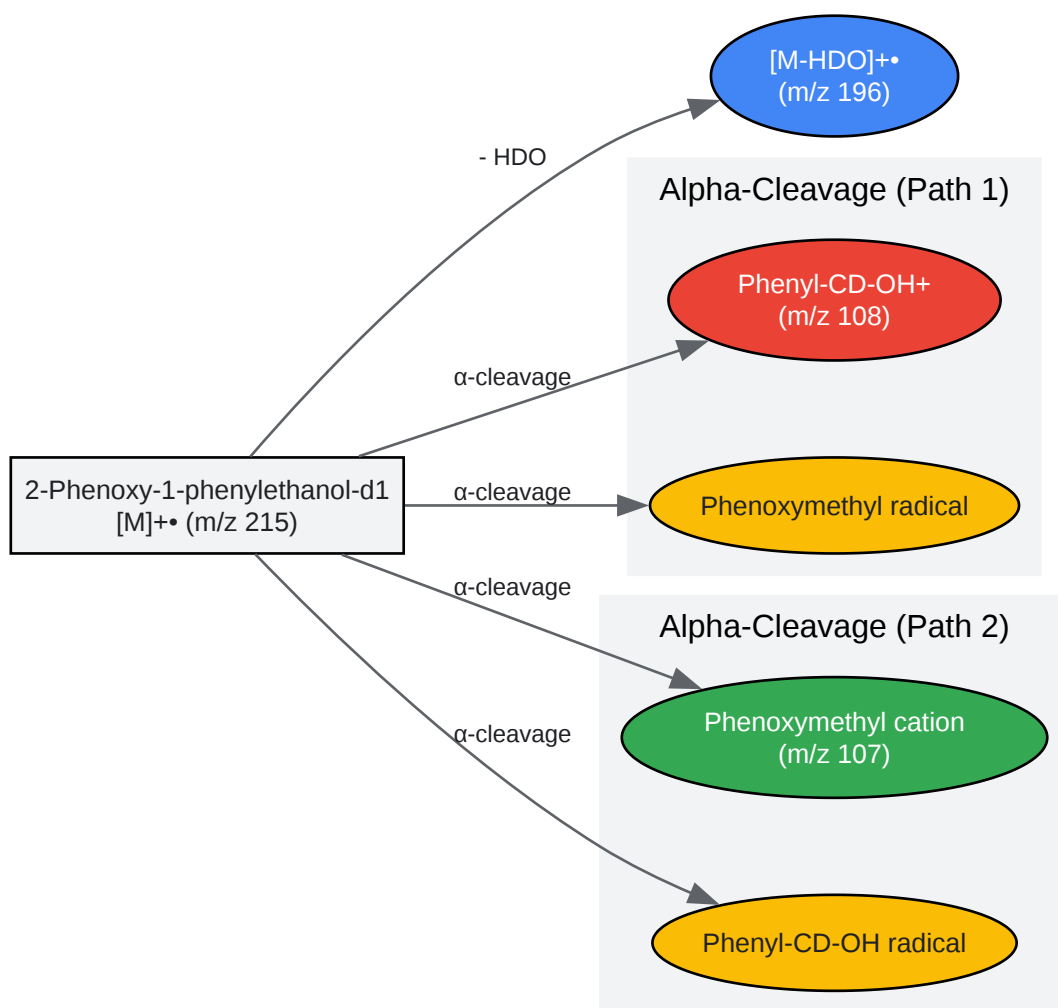 [M-HDO]+•
(m/z 196)
- HDO
Alpha-Cleavage (Path 1)
Phenyl-CD-OH+
(m/z 108)
α-cleavage
2-Phenoxy-1-phenylethanol-d1
[M]+• (m/z 215)
α-cleavage
Phenoxymethyl radical
α-cleavage
Alpha-Cleavage (Path 2)
Phenoxymethyl cation
(m/z 107)
α-cleavage
Phenyl-CD-OH radical